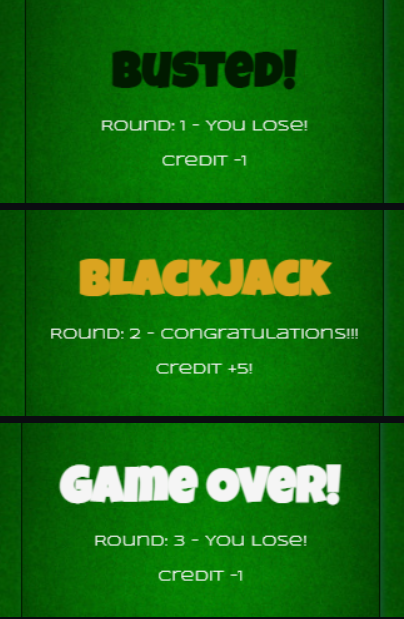 BUSTED!
Round: 1 - You Lose!
Credit -1
BLACKJACK
Round: 2 - Congratulations!!!
Credit +5!
GAME OVER!
Round: 3 - You Lose!
Credit -1